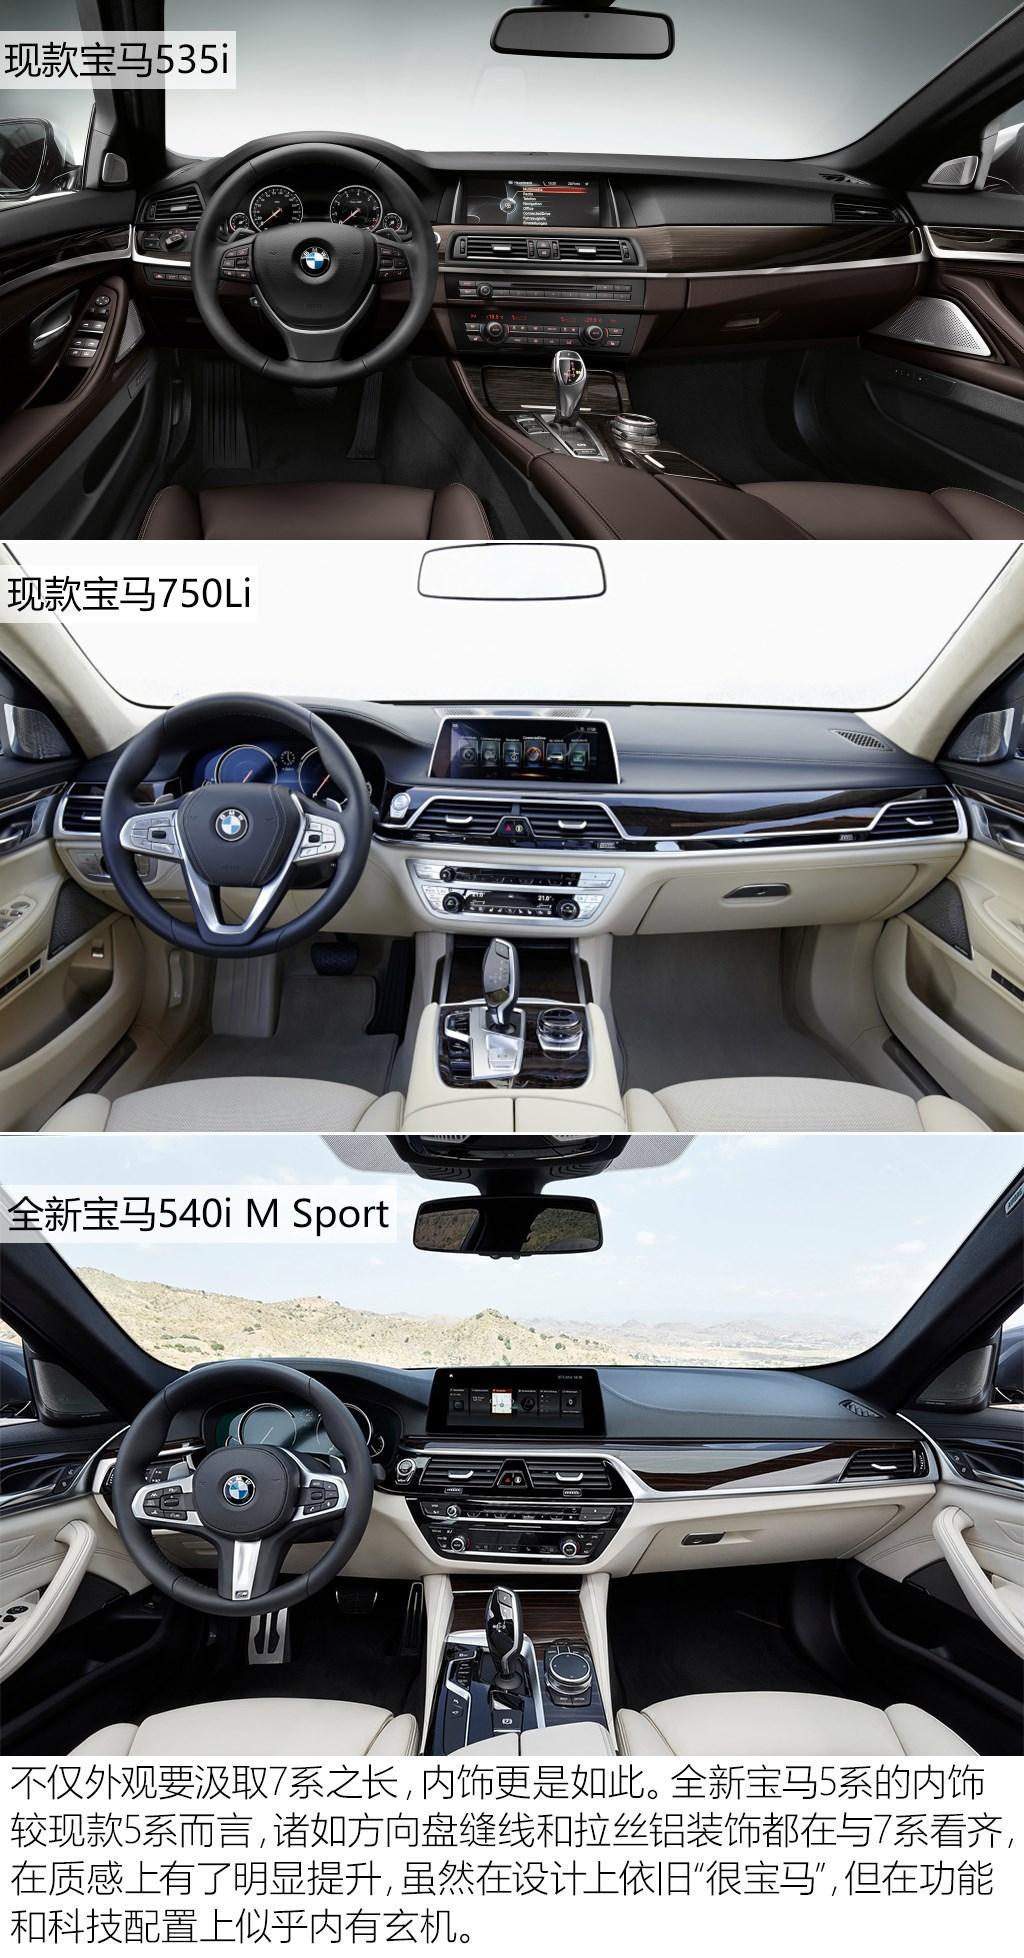 现款宝马535i
现款宝马750Li
全新宝马540i M Sport
不仅外观要汲取7系之长,内饰更是如此。全新宝马5系的内饰
较现款5系而言,诸如方向盘缝线和拉丝铝装饰都在与7系看齐,
在质感上有了明显提升,虽然在设计上依旧“很宝马”,但在功能
和科技配置上似乎内有玄机。